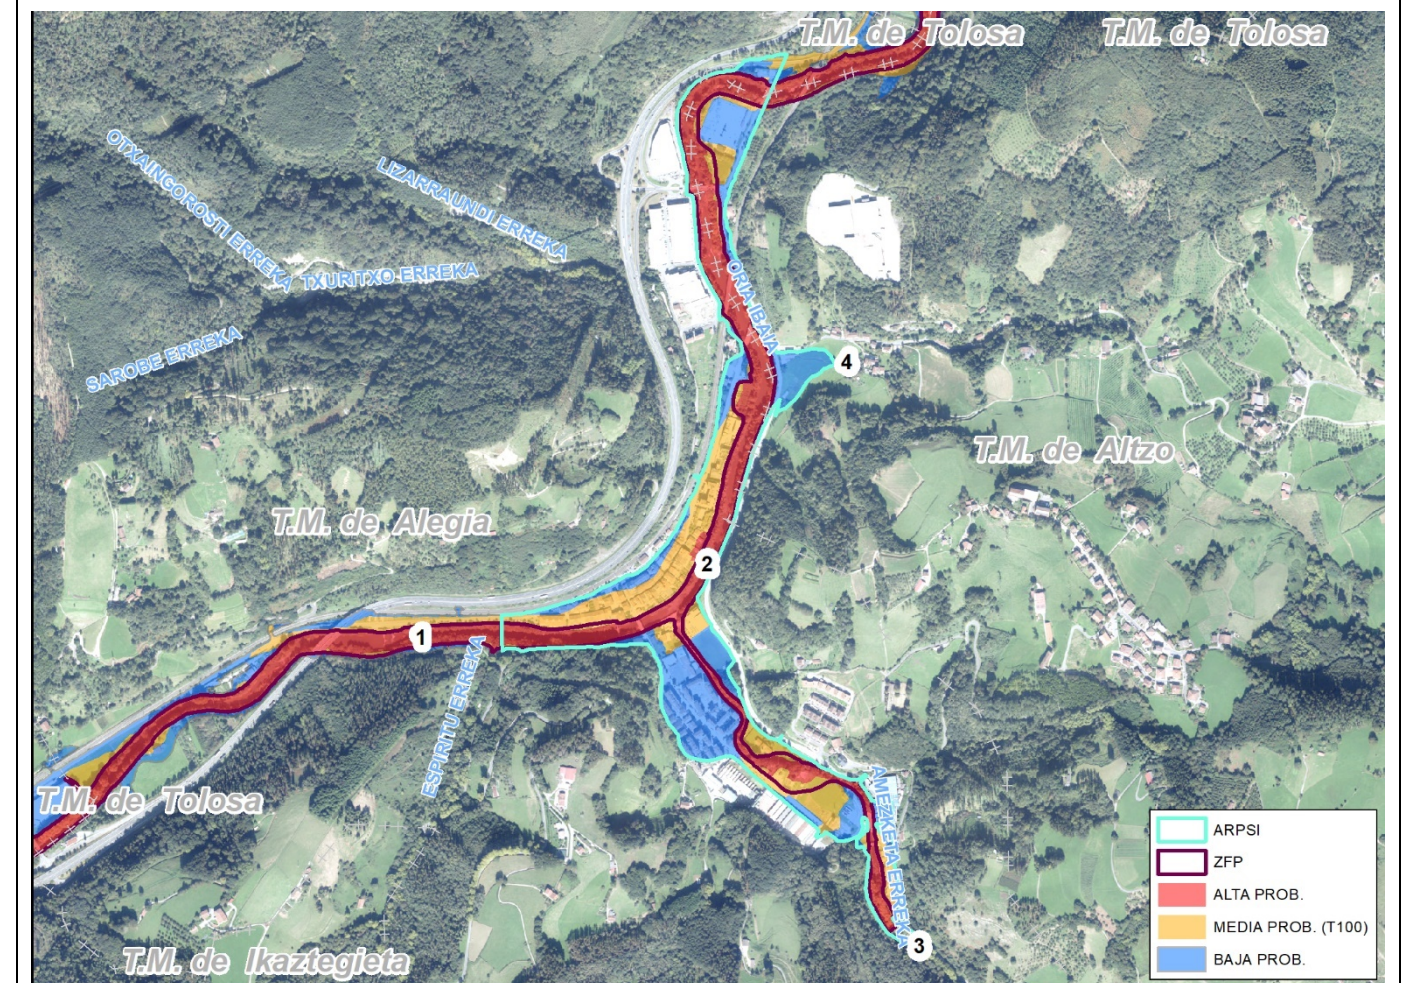 T.M. de Tolosa
T.M. de Tolosa
OTXAINGOROSTI ERREKA
LIZARRAUNDI ERREKA
TXURITXO ERREKA
SAROBE ERREKA
ORIA IBAIA
4
T.M. de Altzo
T.M. de Alegia
2
1
ESPIRITU ERREKA
T.M. de Tolosa
AMEZKETA ERREKA
3
T.M. de Ikaztegieta
ARPSI
ZFP
ALTA PROB.
MEDIA PROB. (T100)
BAJA PROB.